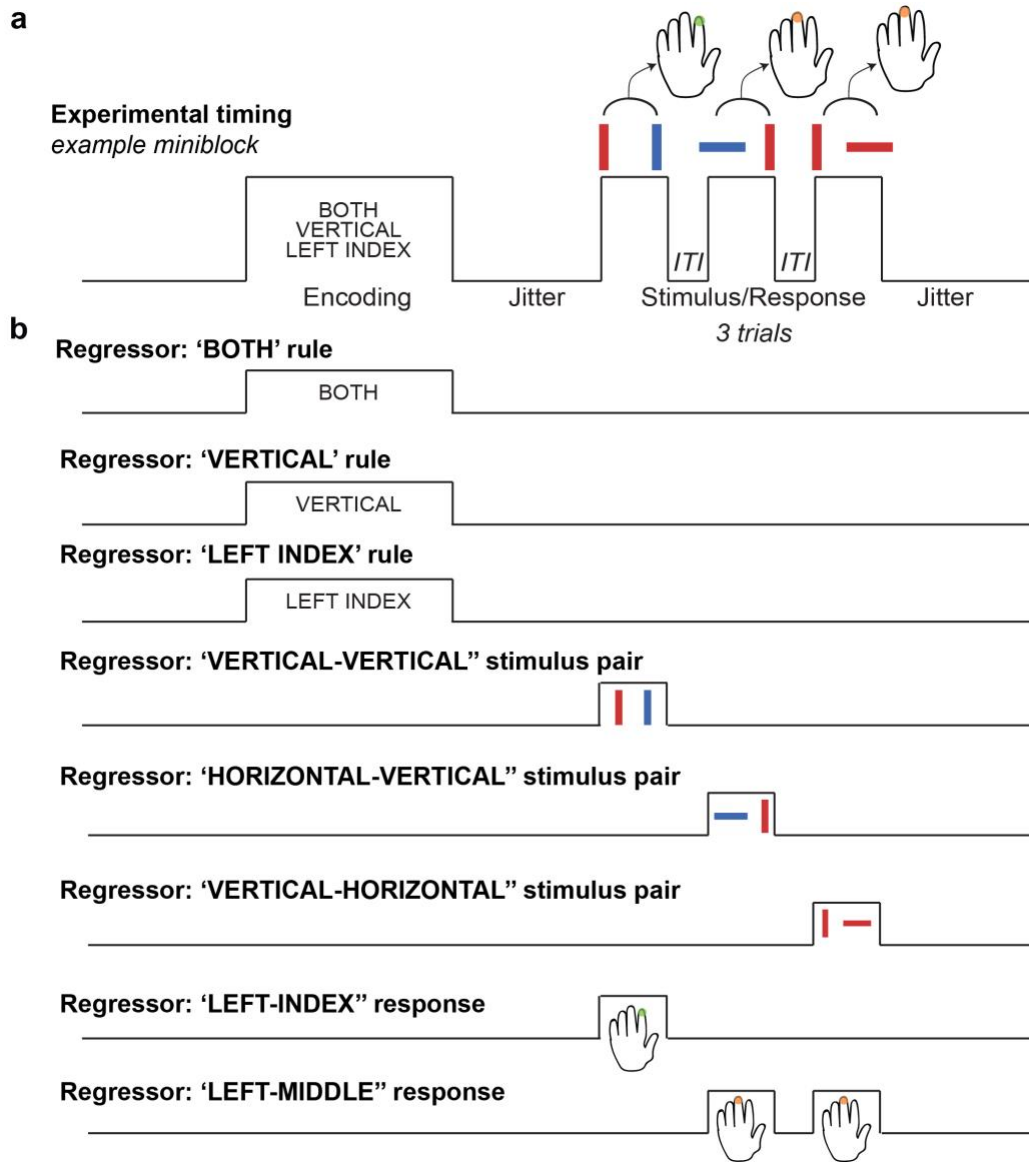 a
Experimental timing
example miniblock
BOTH
VERTICAL
LEFT INDEX
ITI
ITI
Encoding
Jitter
Stimulus/Response
Jitter
3 trials
b
Regressor: ‘BOTH’ rule
BOTH
Regressor: ‘VERTICAL’ rule
VERTICAL
Regressor: ‘LEFT INDEX’ rule
LEFT INDEX
Regressor: ‘VERTICAL-VERTICAL” stimulus pair
Regressor: ‘HORIZONTAL-VERTICAL” stimulus pair
Regressor: ‘VERTICAL-HORIZONTAL” stimulus pair
Regressor: ‘LEFT-INDEX” response
Regressor: ‘LEFT-MIDDLE” response